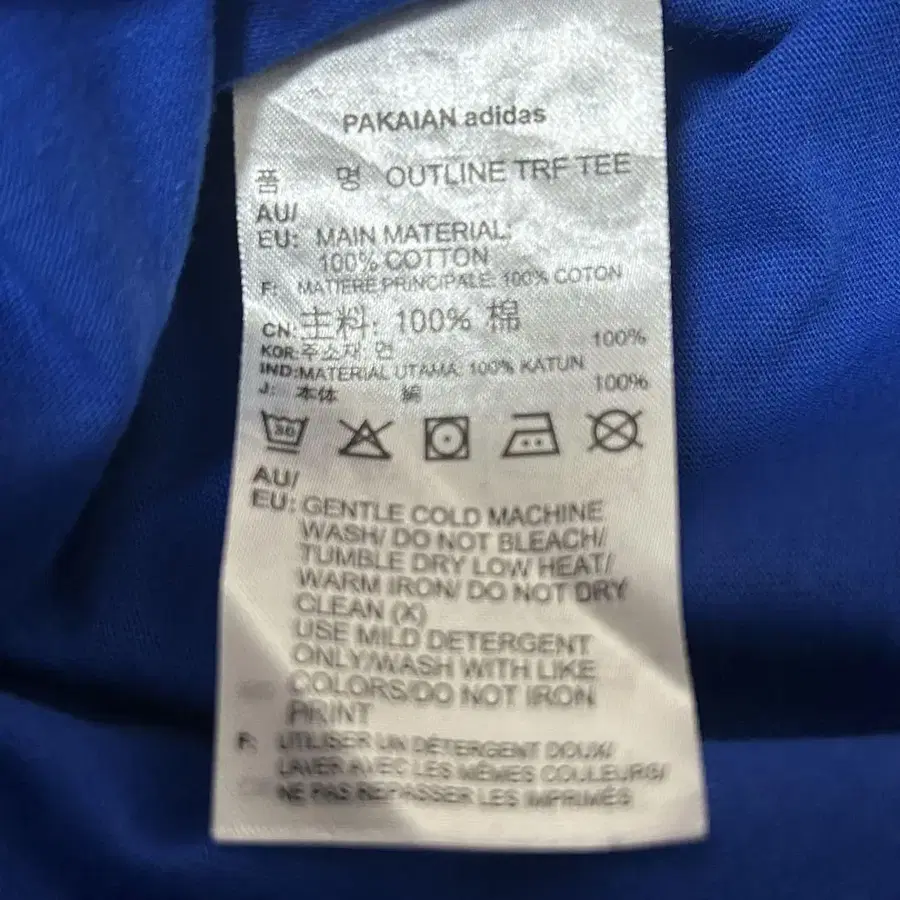 PAKAIAN adidas
품 명 OUTLINE TRF TEE
AU/
EU: MAIN MATERIAL:
100% COTTON
F: MATIERE PRINCIPALE: 100% COTON
CN: 主料: 100% 棉
KOR: 주소재: 면 100%
IND: MATERIAL UTAMA: 100% KATUN
J: 本体 綿 100%
30
AU/
EU: GENTLE COLD MACHINE
WASH/ DO NOT BLEACH/
TUMBLE DRY LOW HEAT/
WARM IRON/ DO NOT DRY
CLEAN (X)
USE MILD DETERGENT
ONLY/WASH WITH LIKE
COLORS/DO NOT IRON
PRINT
F: UTILISER UN DÉTERGENT DOUX/
LAVER AVEC LES MÊMES COULEURS/
NE PAS REPASSER LES IMPRIMÉS